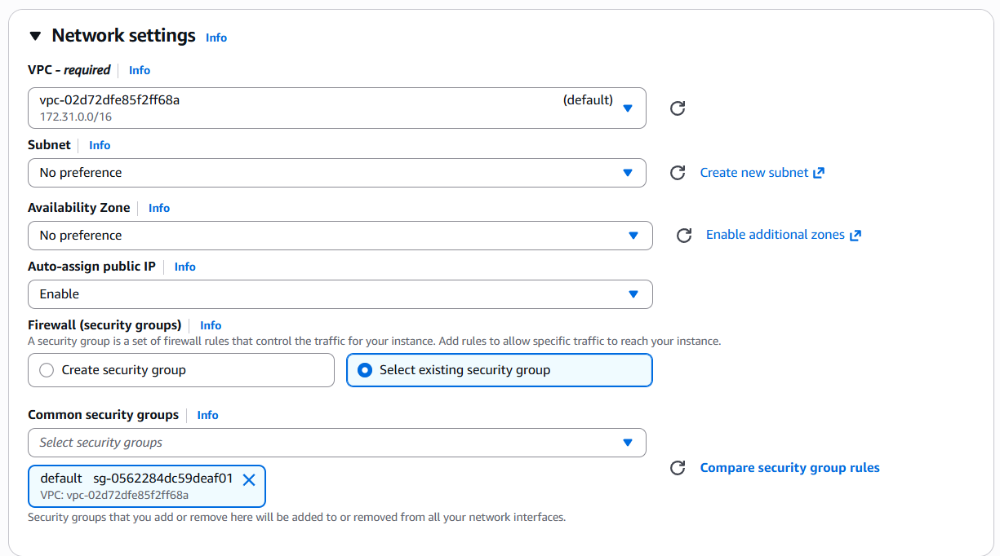 Network settings Info
VPC - required Info
vpc-02d72dfe85f2ff68a (default)
172.31.0.0/16
Subnet Info
No preference
Create new subnet
Availability Zone Info
No preference
Enable additional zones
Auto-assign public IP Info
Enable
Firewall (security groups) Info
A security group is a set of firewall rules that control the traffic for your instance. Add rules to allow specific traffic to reach your instance.
Create security group
Select existing security group
Common security groups Info
Select security groups
default sg-0562284dc59deaf01
VPC: vpc-02d72dfe85f2ff68a
Compare security group rules
Security groups that you add or remove here will be added to or removed from all your network interfaces.